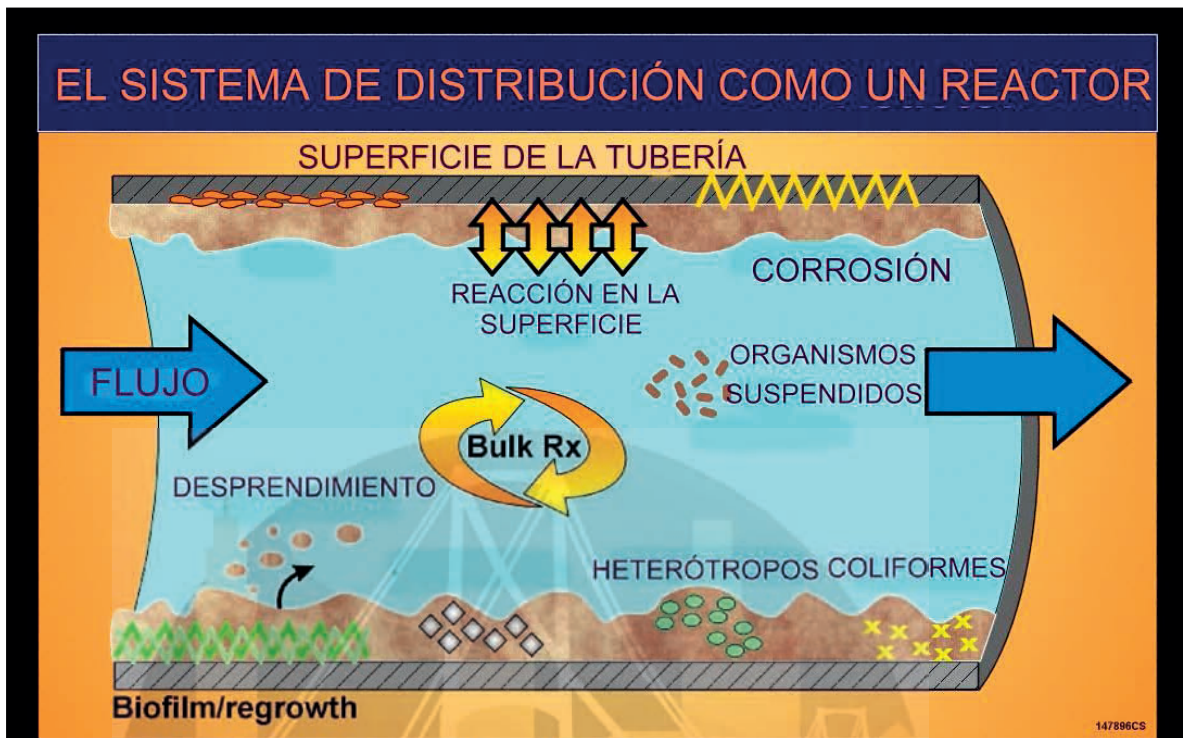 EL SISTEMA DE DISTRIBUCIÓN COMO UN REACTOR
SUPERFICIE DE LA TUBERÍA
CORROSIÓN
REACCIÓN EN LA
SUPERFICIE
ORGANISMOS
SUSPENDIDOS
FLUJO
Bulk Rx
DESPRENDIMIENTO
HETERÓTROPOS COLIFORMES
Biofilm/regrowth
147896CS